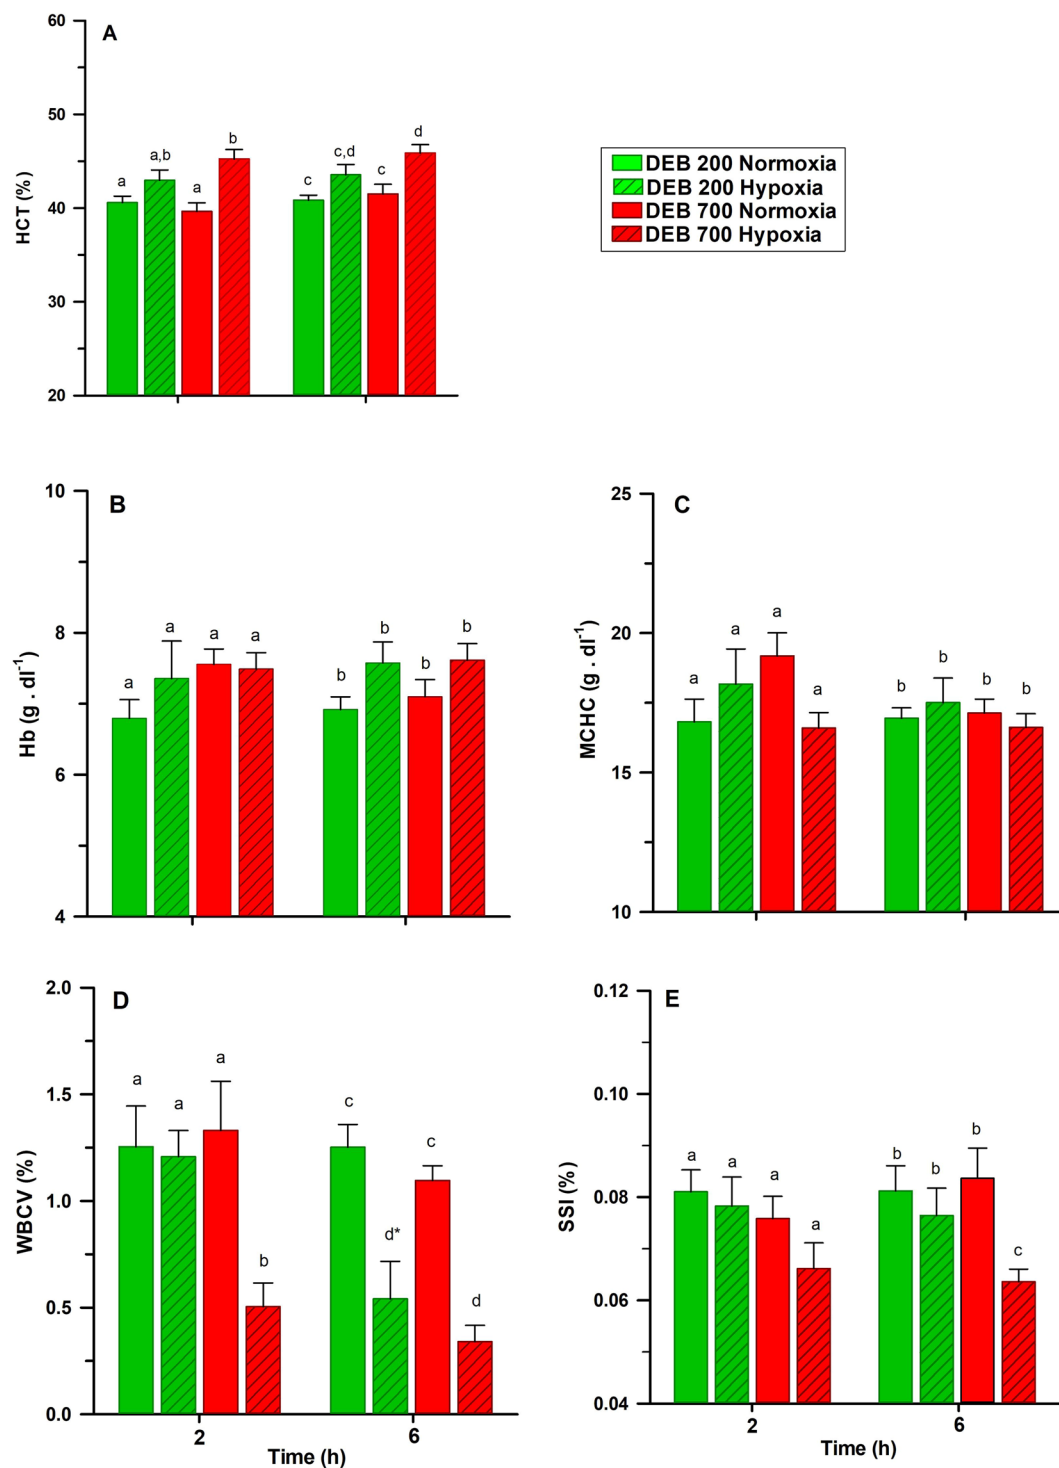 A
60
50
40
30
20
HCT (%)
a
a,b
a
b
c
c,d
c
d
DEB 200 Normoxia
DEB 200 Hypoxia
DEB 700 Normoxia
DEB 700 Hypoxia
B
10
8
6
4
Hb (g . dl-1)
a
a
a
a
b
b
b
b
C
25
20
15
10
MCHC (g . dl-1)
a
a
a
a
b
b
b
b
D
2.0
1.5
1.0
0.5
0.0
WBCV (%)
a
a
a
b
c
d*
c
d
2
6
Time (h)
E
0.12
0.10
0.08
0.06
0.04
SSI (%)
a
a
a
a
b
b
b
c
2
6
Time (h)